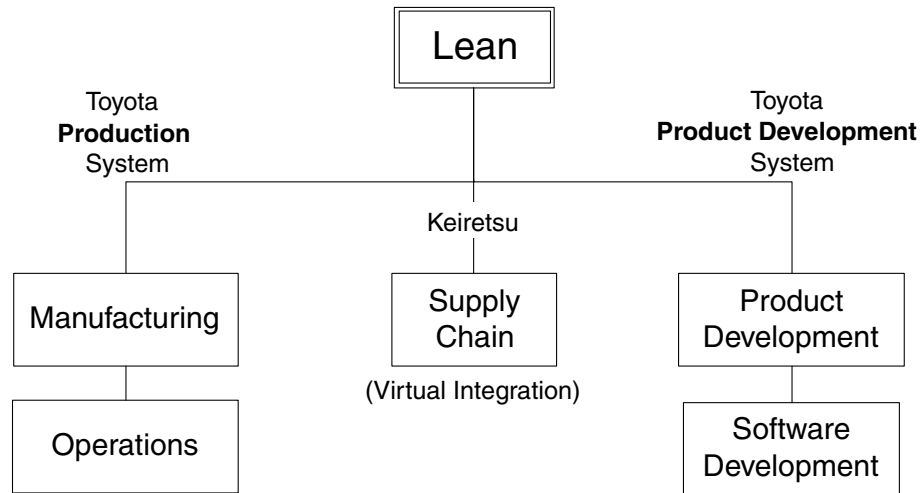 Lean
Toyota
Production
System
Toyota
Product Development
System
Keiretsu
Manufacturing
Supply
Chain
Product
Development
(Virtual Integration)
Operations
Software
Development